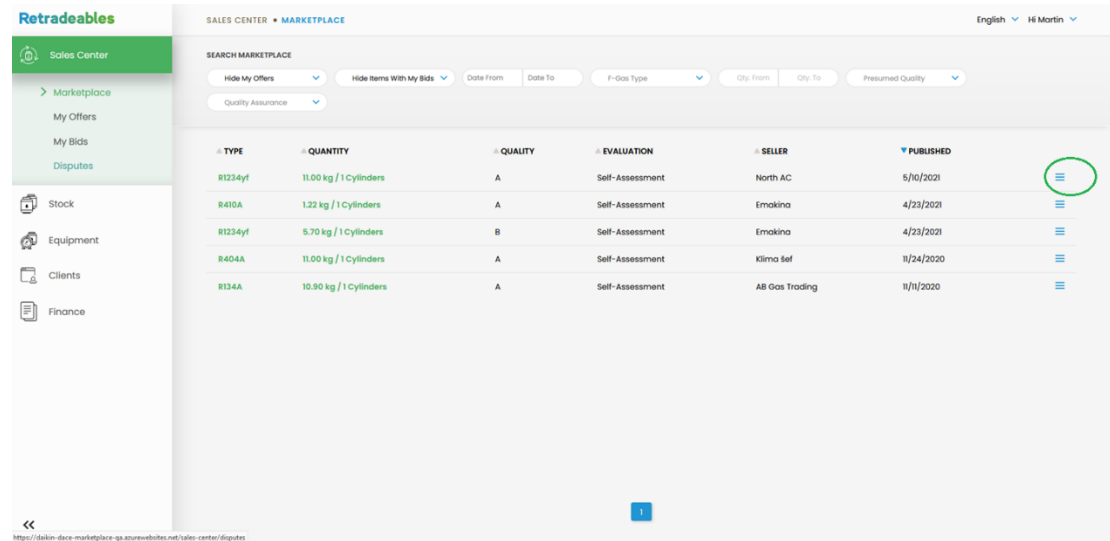 Retradeables
SALES CENTER • MARKETPLACE
English Hi Martin
Sales Center
Marketplace
My Offers
My Bids
Disputes
Stock
Equipment
Clients
Finance
SEARCH MARKETPLACE
Hide My Offers Hide Items With My Bids Date From Date To F-Gas Type Qty. From Qty. To Presumed Quality
Quality Assurance
TYPE QUANTITY QUALITY EVALUATION SELLER PUBLISHED
R1234yf 11.00 kg / 1 Cylinders A Self-Assessment North AC 5/10/2021
R410A 1.22 kg / 1 Cylinders A Self-Assessment Emakina 4/23/2021
R1234yf 5.70 kg / 1 Cylinders B Self-Assessment Emakina 4/23/2021
R404A 11.00 kg / 1 Cylinders A Self-Assessment Klima šef 11/24/2020
R134A 10.90 kg / 1 Cylinders A Self-Assessment AB Gas Trading 11/11/2020
1
https://daikin-dace-marketplace-qa.azurewebsites.net/sales-center/disputes